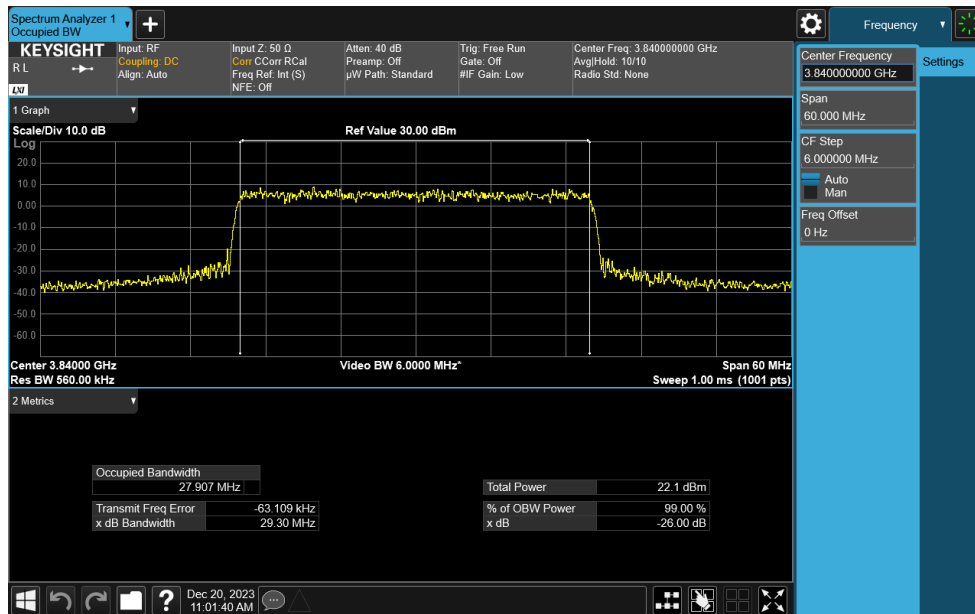 Spectrum Analyzer 1
Occupied BW
Frequency
KEYSIGHT
R L
LXI
Input: RF
Coupling: DC
Align: Auto
Input Z: 50 Ω
Corr CCorr RCal
Freq Ref: Int (S)
NFE: Off
Atten: 40 dB
Preamp: Off
µW Path: Standard
Trig: Free Run
Gate: Off
#IF Gain: Low
Center Freq: 3.840000000 GHz
Avg|Hold: 10/10
Radio Std: None
Center Frequency
3.840000000 GHz
Settings
Span
60.000 MHz
CF Step
6.000000 MHz
Auto
Man
Freq Offset
0 Hz
1 Graph
Scale/Div 10.0 dB
Ref Value 30.00 dBm
Log
20.0
10.0
0.00
-10.0
-20.0
-30.0
-40.0
-50.0
-60.0
Center 3.84000 GHz
Video BW 6.0000 MHz*
Span 60 MHz
Res BW 560.00 kHz
Sweep 1.00 ms (1001 pts)
2 Metrics
Occupied Bandwidth
27.907 MHz
Total Power 22.1 dBm
Transmit Freq Error -63.109 kHz
% of OBW Power 99.00 %
x dB Bandwidth 29.30 MHz
x dB -26.00 dB
?
Dec 20, 2023
11:01:40 AM